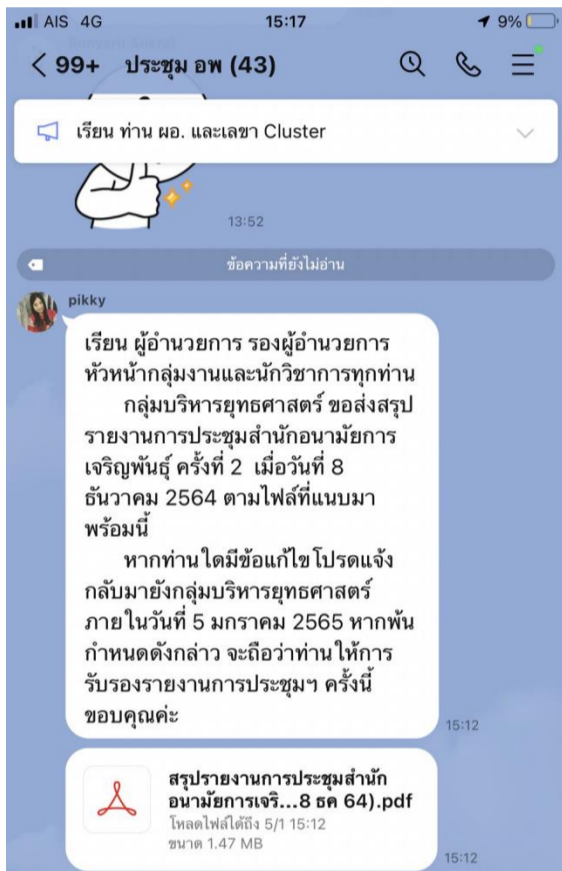 AIS 4G
15:17
9%
99+ ประชุม อพ (43)
เรียน ท่าน ผอ. และเลขา Cluster
13:52
ข้อความที่ยังไม่อ่าน
pikky
เรียน ผู้อำนวยการ รองผู้อำนวยการ
หัวหน้ากลุ่มงานและนักวิชาการทุกท่าน
กลุ่มบริหารยุทธศาสตร์ ขอส่งสรุป
รายงานการประชุมสำนักอนามัยการ
เจริญพันธุ์ ครั้งที่ 2 เมื่อวันที่ 8
ธันวาคม 2564 ตามไฟล์ที่แนบมา
พร้อมนี้
หากท่านใดมีข้อแก้ไขโปรดแจ้ง
กลับมายังกลุ่มบริหารยุทธศาสตร์
ภายในวันที่ 5 มกราคม 2565 หากพ้น
กำหนดดังกล่าว จะถือว่าท่านให้การ
รับรองรายงานการประชุมฯ ครั้งนี้
ขอบคุณค่ะ
15:12
สรุปรายงานการประชุมสำนัก
อนามัยการเจริ...8 ธค 64).pdf
โหลดไฟล์ได้ถึง 5/1 15:12
ขนาด 1.47 MB
15:12